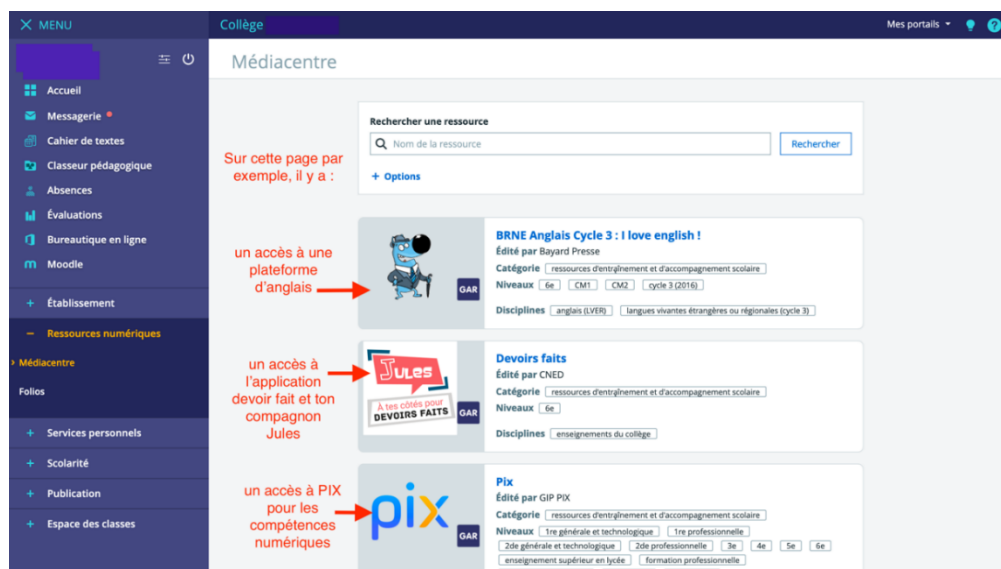 MENU
Collège
Mes portails
?
Accueil
Messagerie
Cahier de textes
Classeur pédagogique
Absences
Évaluations
Bureautique en ligne
Moodle
+ Établissement
− Ressources numériques
> Médiacentre
Folios
+ Services personnels
+ Scolarité
+ Publication
+ Espace des classes
Médiacentre
Sur cette page par
exemple, il y a :
Rechercher une ressource
Nom de la ressource
Rechercher
+ Options
un accès à une
plateforme
d'anglais
GAR
BRNE Anglais Cycle 3 : I love english !
Édité par Bayard Presse
Catégorie ressources d'entraînement et d'accompagnement scolaire
Niveaux 6e CM1 CM2 cycle 3 (2016)
Disciplines anglais (LVER) langues vivantes étrangères ou régionales (cycle 3)
un accès à
l'application
devoir fait et ton
compagnon
Jules
JULES
À tes côtés pour
DEVOIRS FAITS
GAR
Devoirs faits
Édité par CNED
Catégorie ressources d'entraînement et d'accompagnement scolaire
Niveaux 6e
Disciplines enseignements du collège
un accès à PIX
pour les
compétences
numériques
pix
GAR
Pix
Édité par GIP PIX
Catégorie ressources d'entraînement et d'accompagnement scolaire
Niveaux 1re générale et technologique 1re professionnelle
2de générale et technologique 2de professionnelle 3e 4e 5e 6e
enseignement supérieur en lycée formation professionnelle